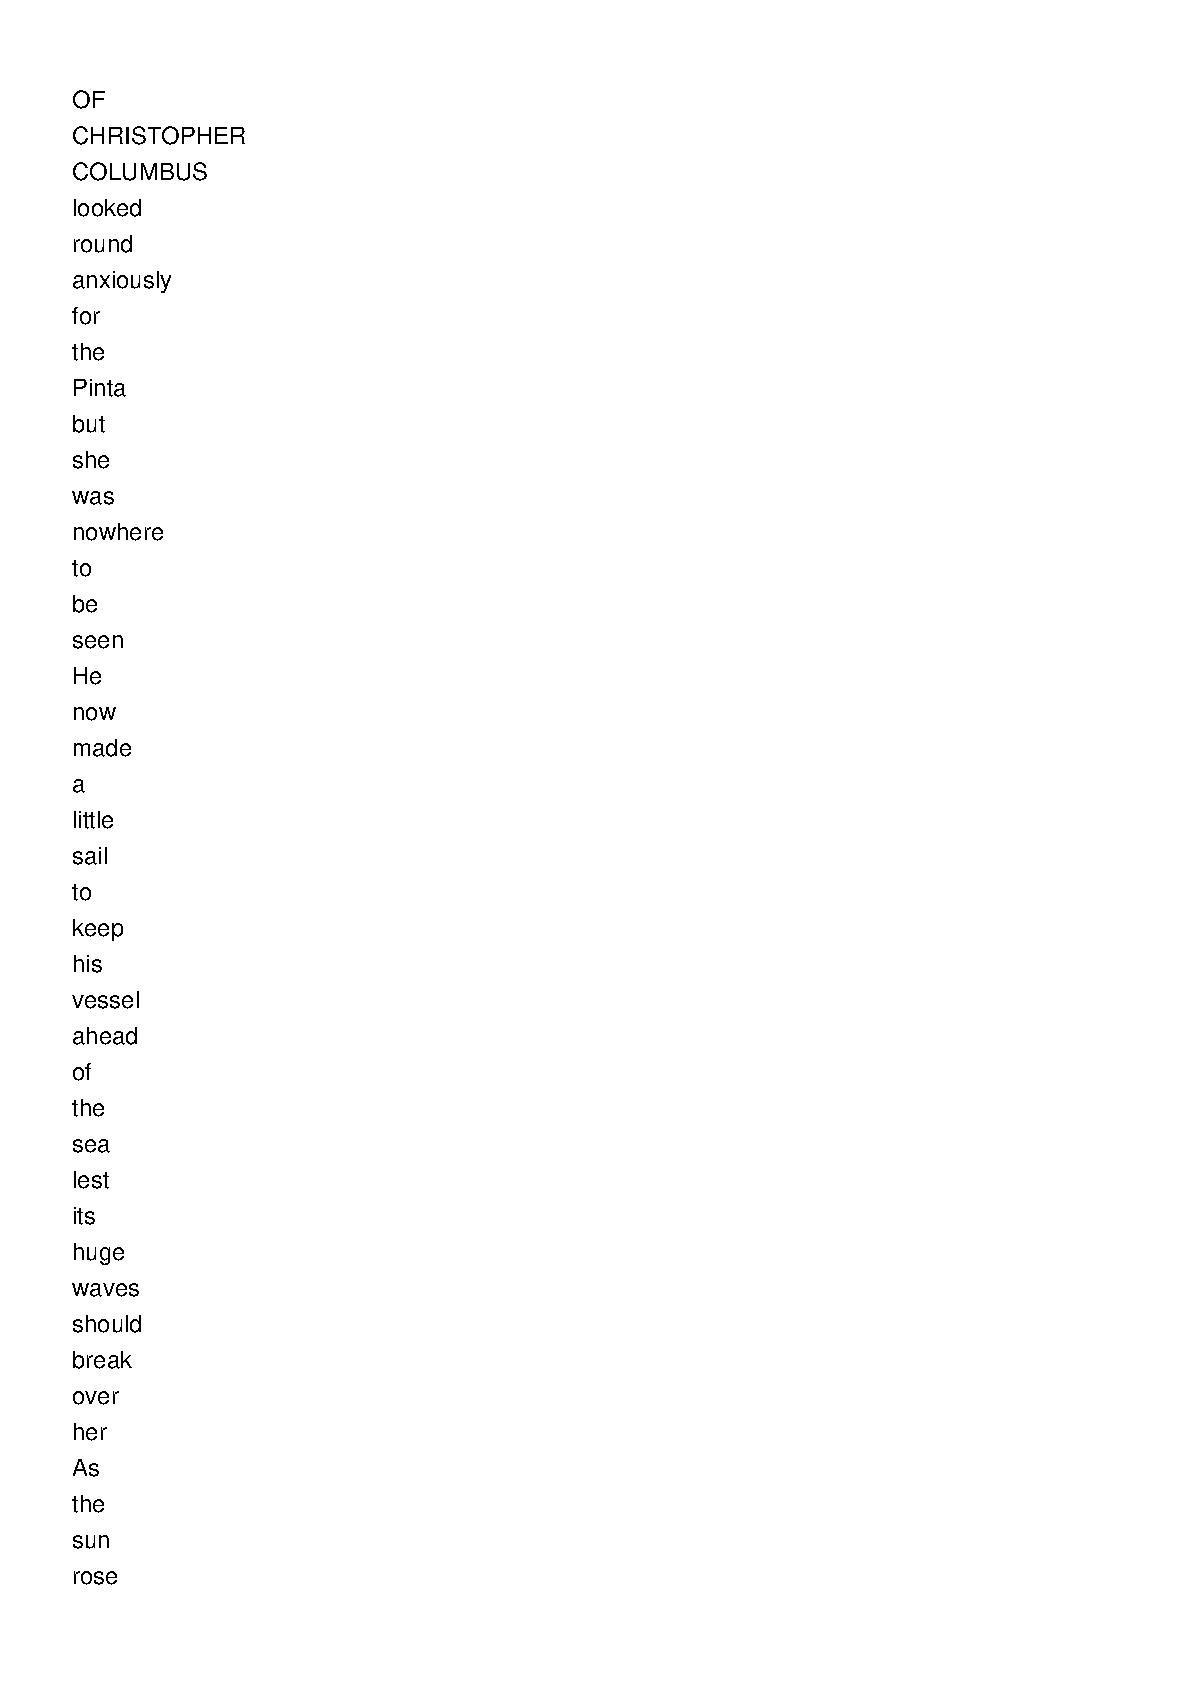 OF
CHRISTOPHER
COLUMBUS
looked
round
anxiously
for
the
Pinta
but
she
was
nowhere
to
be
seen
He
now
made
a
little
sail
to
keep
his
vessel
ahead
of
the
sea
lest
its
huge
waves
should
break
over
her
As
the
sun
rose